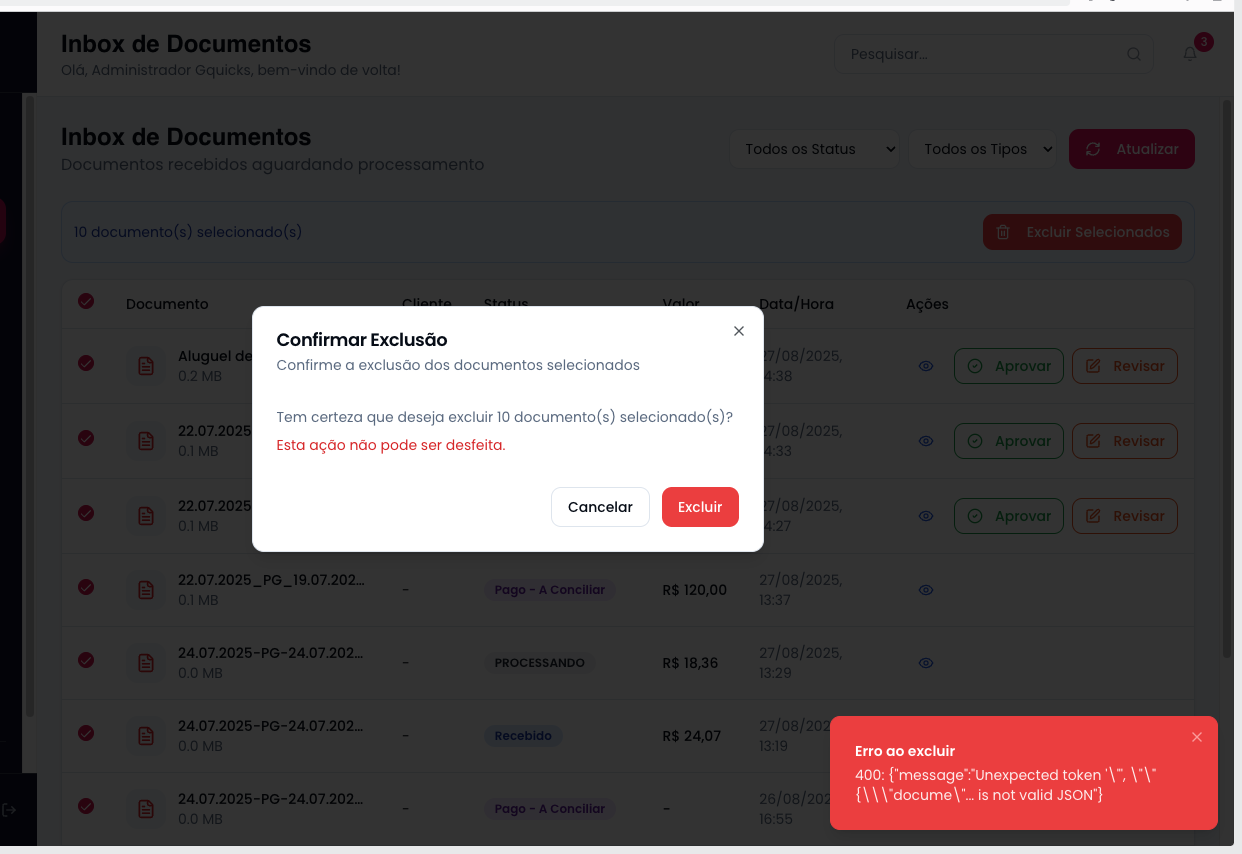 Inbox de Documentos
Olá, Administrador Gquicks, bem-vindo de volta!
Pesquisar...
3
Inbox de Documentos
Documentos recebidos aguardando processamento
Todos os Status
Todos os Tipos
Atualizar
10 documento(s) selecionado(s)
Excluir Selecionados
Documento Cliente Status Valor Data/Hora Ações
Aluguel de
0.2 MB
27/08/2025,
4:38
Aprovar
Revisar
22.07.2025
0.1 MB
27/08/2025,
4:33
Aprovar
Revisar
22.07.2025
0.1 MB
27/08/2025,
4:27
Aprovar
Revisar
Confirmar Exclusão
Confirme a exclusão dos documentos selecionados
Tem certeza que deseja excluir 10 documento(s) selecionado(s)?
Esta ação não pode ser desfeita.
Cancelar
Excluir
22.07.2025_PG_19.07.202...
0.1 MB
-
Pago - A Conciliar
R$ 120,00
27/08/2025,
13:37
24.07.2025-PG-24.07.202...
0.0 MB
-
PROCESSANDO
R$ 18,36
27/08/2025,
13:29
24.07.2025-PG-24.07.202...
0.0 MB
-
Recebido
R$ 24,07
27/08/202
13:19
24.07.2025-PG-24.07.202...
0.0 MB
-
Pago - A Conciliar
-
26/08/202
16:55
Erro ao excluir
400: {"message":"Unexpected token '\"', \"\"
{\\\"docume\"... is not valid JSON"}